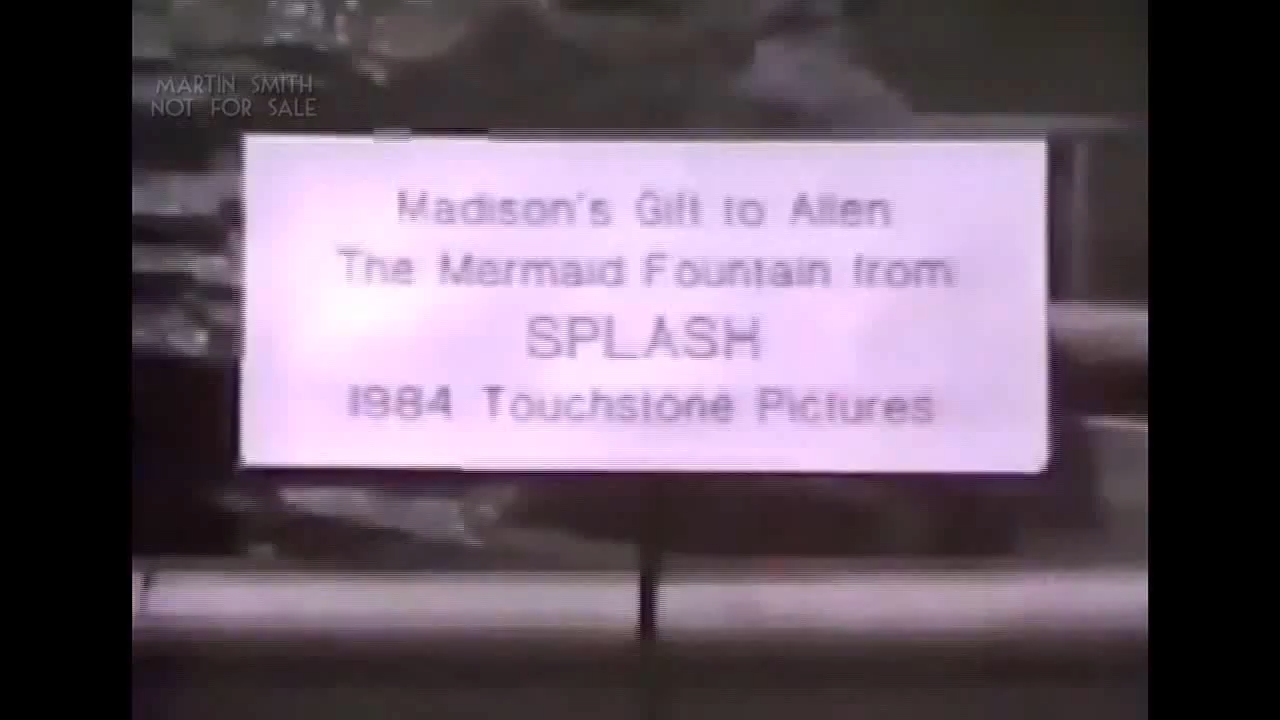 MARTIN SMITH
NOT FOR SALE
Madison's Gift to Allen
The Mermaid Fountain from
SPLASH
1984 Touchstone Pictures